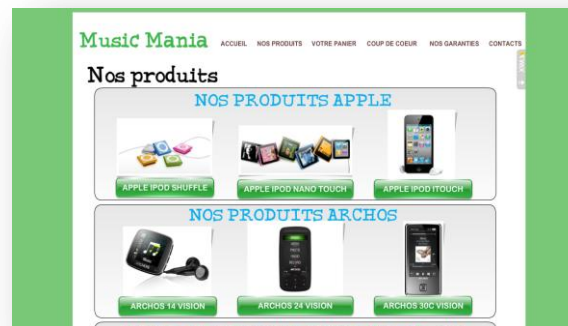 Music Mania
ACCUEIL NOS PRODUITS VOTRE PANIER COUP DE COEUR NOS GARANTIES CONTACTS
Nos produits
NOS PRODUITS APPLE
APPLE IPOD SHUFFLE APPLE IPOD NANO TOUCH APPLE IPOD ITOUCH
NOS PRODUITS ARCHOS
ARCHOS 14 VISION ARCHOS 24 VISION ARCHOS 30C VISION